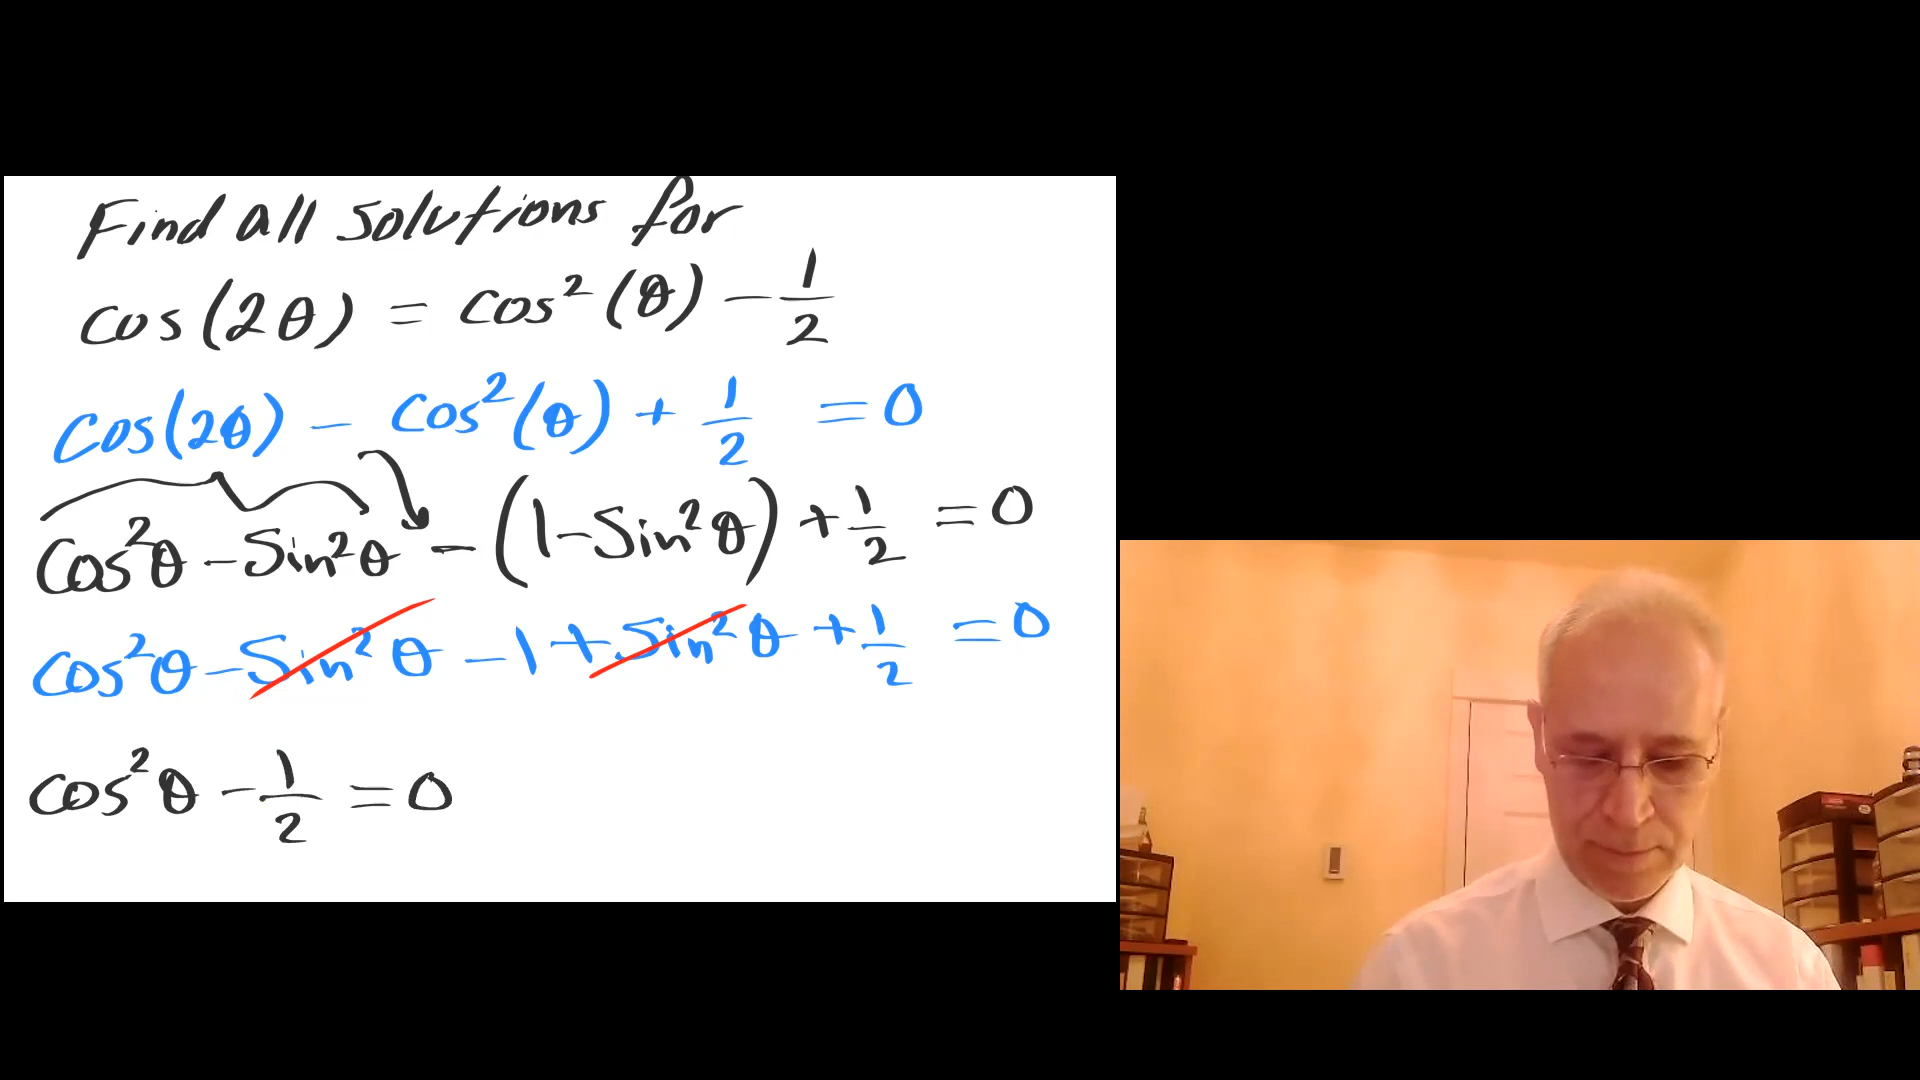 Find all solutions for
cos(2θ) = cos²(θ) - 1/2
cos(2θ) - cos²(θ) + 1/2 = 0
cos²θ - sin²θ - (1 - sin²θ) + 1/2 = 0
cos²θ - sin²θ - 1 + sin²θ + 1/2 = 0
cos²θ - 1/2 = 0